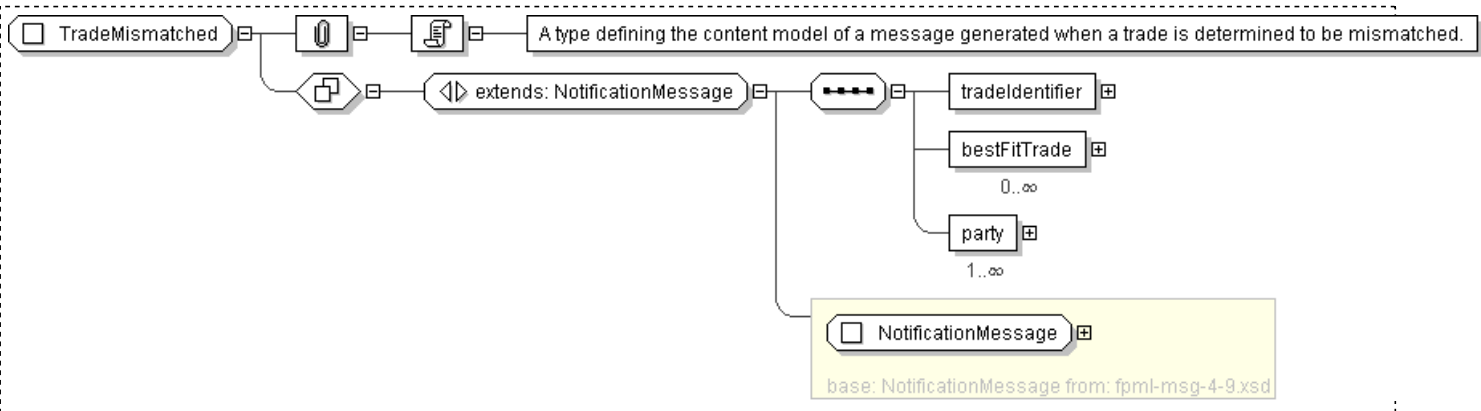 TradeMismatched
A type defining the content model of a message generated when a trade is determined to be mismatched.
extends: NotificationMessage
tradeIdentifier
bestFitTrade
0..∞
party
1..∞
NotificationMessage
base: NotificationMessage from: fpml-msg-4-9.xsd